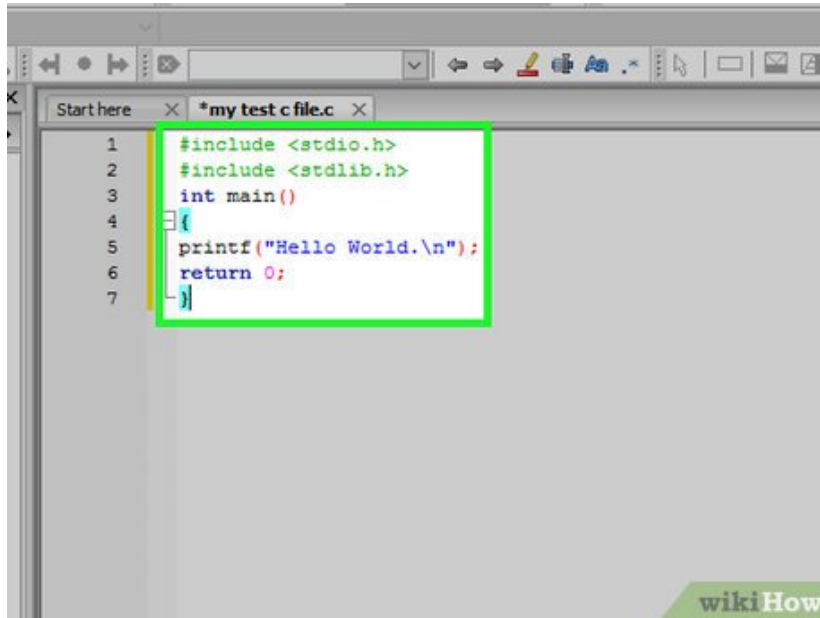 Start here *my test c file.c
1 #include <stdio.h>
2 #include <stdlib.h>
3 int main()
4 {
5 printf("Hello World.\n");
6 return 0;
7 }
wikiHow